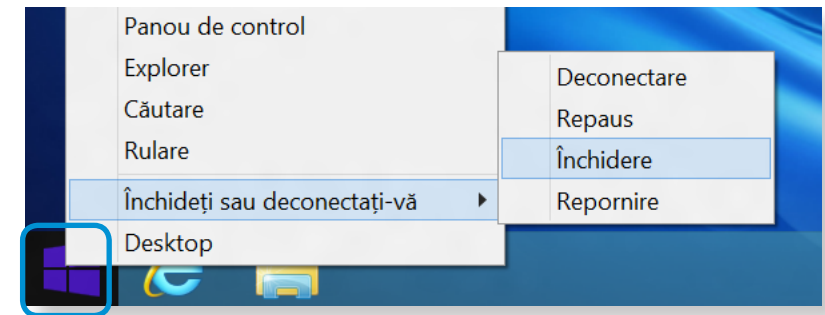 Panou de control
Explorer
Căutare
Rulare
Închideți sau deconectați-vă
Desktop
Deconectare
Repaus
Închidere
Repornire